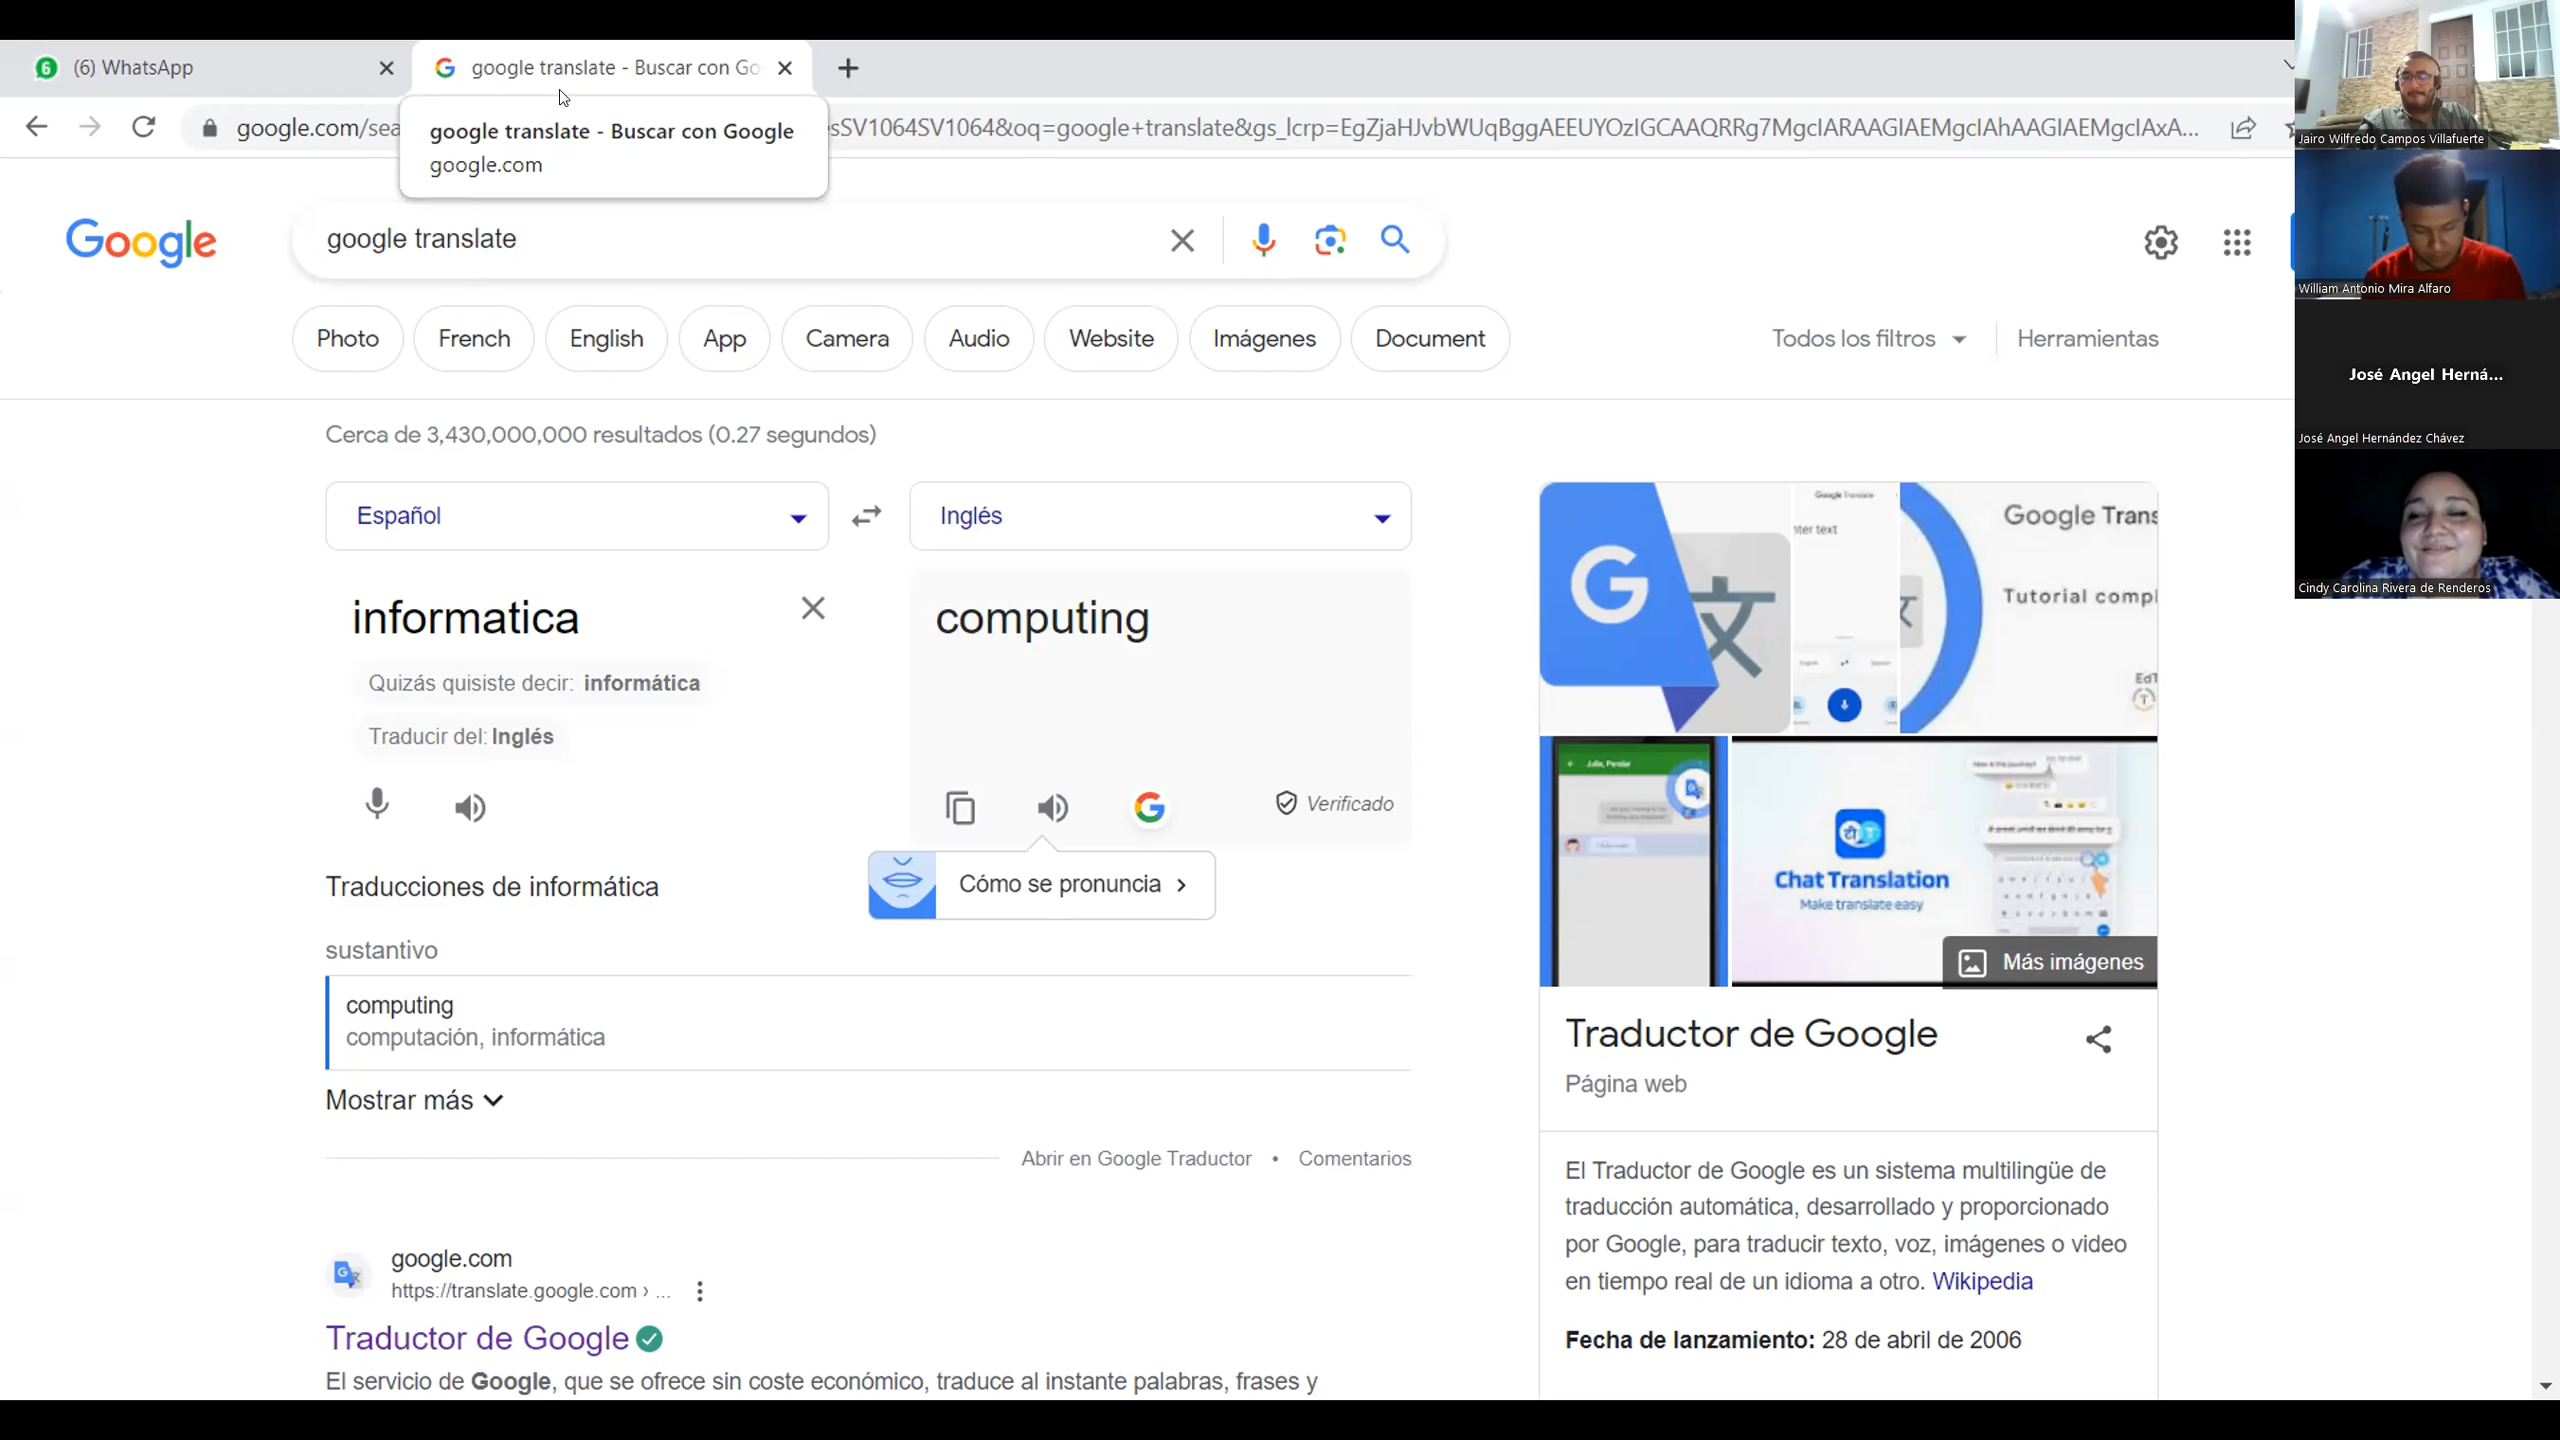 6 (6) WhatsApp
google translate - Buscar con Go
google translate - Buscar con Google
google.com
google.com/sea
esSV1064SV1064&oq=google+translate&gs_lcrp=EgZjaHJvbWUqBggAEEUYOzIGCAAQRRg7MgcIARAAGIAEMgcIAhAAGIAEMgcIAxA...
Google
google translate
Photo French English App Camera Audio Website Imágenes Document
Todos los filtros Herramientas
Cerca de 3,430,000,000 resultados (0.27 segundos)
Español Inglés
informatica
computing
Quizás quisiste decir: informática
Traducir del: Inglés
Verificado
Cómo se pronuncia
Traducciones de informática
sustantivo
computing
computación, informática
Mostrar más
Abrir en Google Traductor • Comentarios
google.com
https://translate.google.com › ...
Traductor de Google
El servicio de Google, que se ofrece sin coste económico, traduce al instante palabras, frases y
Google Translate
nter text
Google Trans
Tutorial compl
EdT
Chat Translation
Make translate easy
Más imágenes
Traductor de Google
Página web
El Traductor de Google es un sistema multilingüe de
traducción automática, desarrollado y proporcionado
por Google, para traducir texto, voz, imágenes o video
en tiempo real de un idioma a otro. Wikipedia
Fecha de lanzamiento: 28 de abril de 2006
Jairo Wilfredo Campos Villafuerte
William Antonio Mira Alfaro
José Angel Herná...
José Angel Hernández Chávez
Cindy Carolina Rivera de Renderos